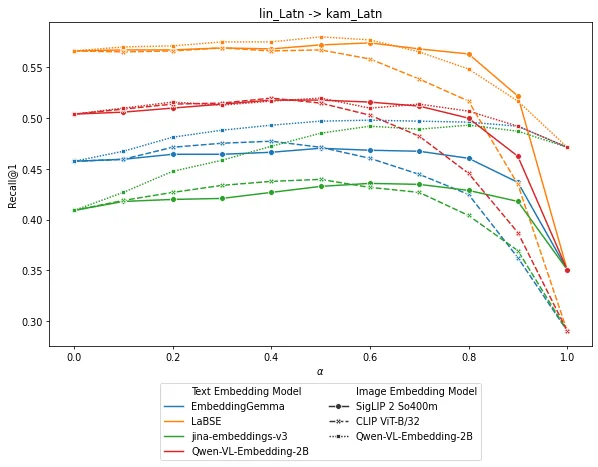 lin_Latn -> kam_Latn
Recall@1
0.55
0.50
0.45
0.40
0.35
0.30
0.0
0.2
0.4
0.6
0.8
1.0
α
Text Embedding Model
EmbeddingGemma
LaBSE
jina-embeddings-v3
Qwen-VL-Embedding-2B
Image Embedding Model
SigLIP 2 So400m
CLIP ViT-B/32
Qwen-VL-Embedding-2B